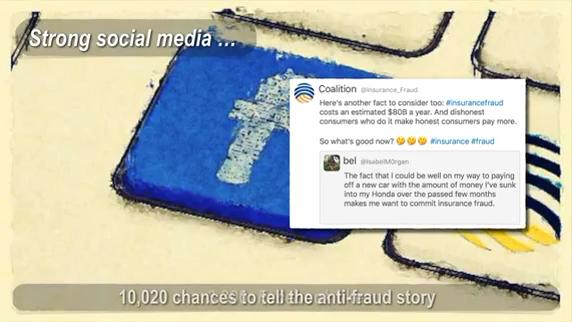 Strong social media ...
Coalition @Insurance_Fraud
Here's another fact to consider too: #insurancefraud
costs an estimated $80B a year. And dishonest
consumers who do it make honest consumers pay more.
So what's good now? 🤔🤔🤔 #insurance #fraud
bel @IsabelM0rgan
The fact that I could be well on my way to paying
off a new car with the amount of money I've sunk
into my Honda over the passed few months
makes me want to commit insurance fraud.
10,020 chances to tell the anti-fraud story